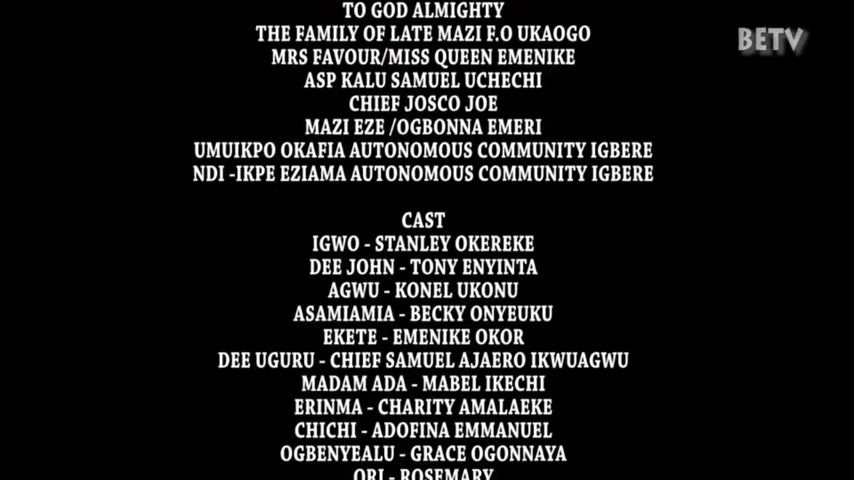 TO GOD ALMIGHTY
THE FAMILY OF LATE MAZI F.O UKAOGO
MRS FAVOUR/MISS QUEEN EMENIKE
ASP KALU SAMUEL UCHECHI
CHIEF JOSCO JOE
MAZI EZE /OGBONNA EMERI
UMUIKPO OKAFIA AUTONOMOUS COMMUNITY IGBERE
NDI -IKPE EZIAMA AUTONOMOUS COMMUNITY IGBERE
BETV
CAST
IGWO - STANLEY OKEREKE
DEE JOHN - TONY ENYINTA
AGWU - KONEL UKONU
ASAMIAMIA - BECKY ONYEUKU
EKETE - EMENIKE OKOR
DEE UGURU - CHIEF SAMUEL AJAERO IKWUAGWU
MADAM ADA - MABEL IKECHI
ERINMA - CHARITY AMALAEKE
CHICHI - ADOFINA EMMANUEL
OGBENYEALU - GRACE OGONNAYA
ORI - ROSEMARY